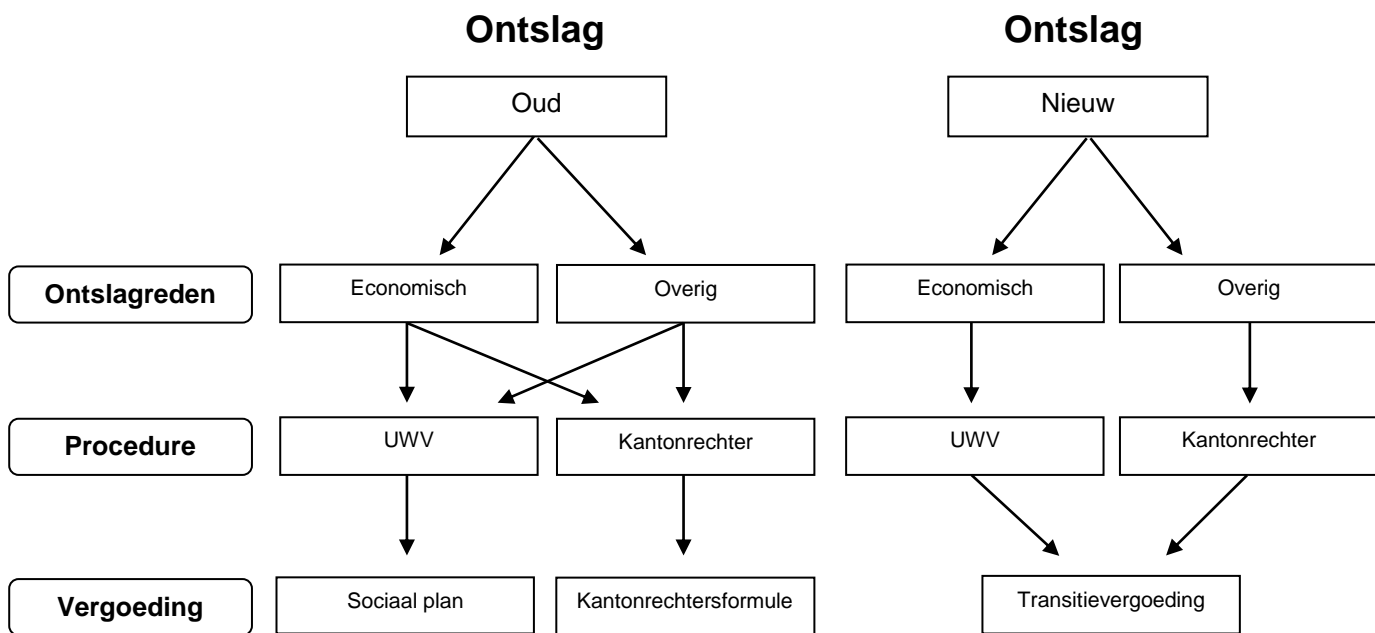 Ontslag
Ontslag
Oud
Nieuw
Ontslagreden
Economisch
Overig
Economisch
Overig
Procedure
UWV
Kantonrechter
UWV
Kantonrechter
Vergoeding
Sociaal plan
Kantonrechtersformule
Transitievergoeding